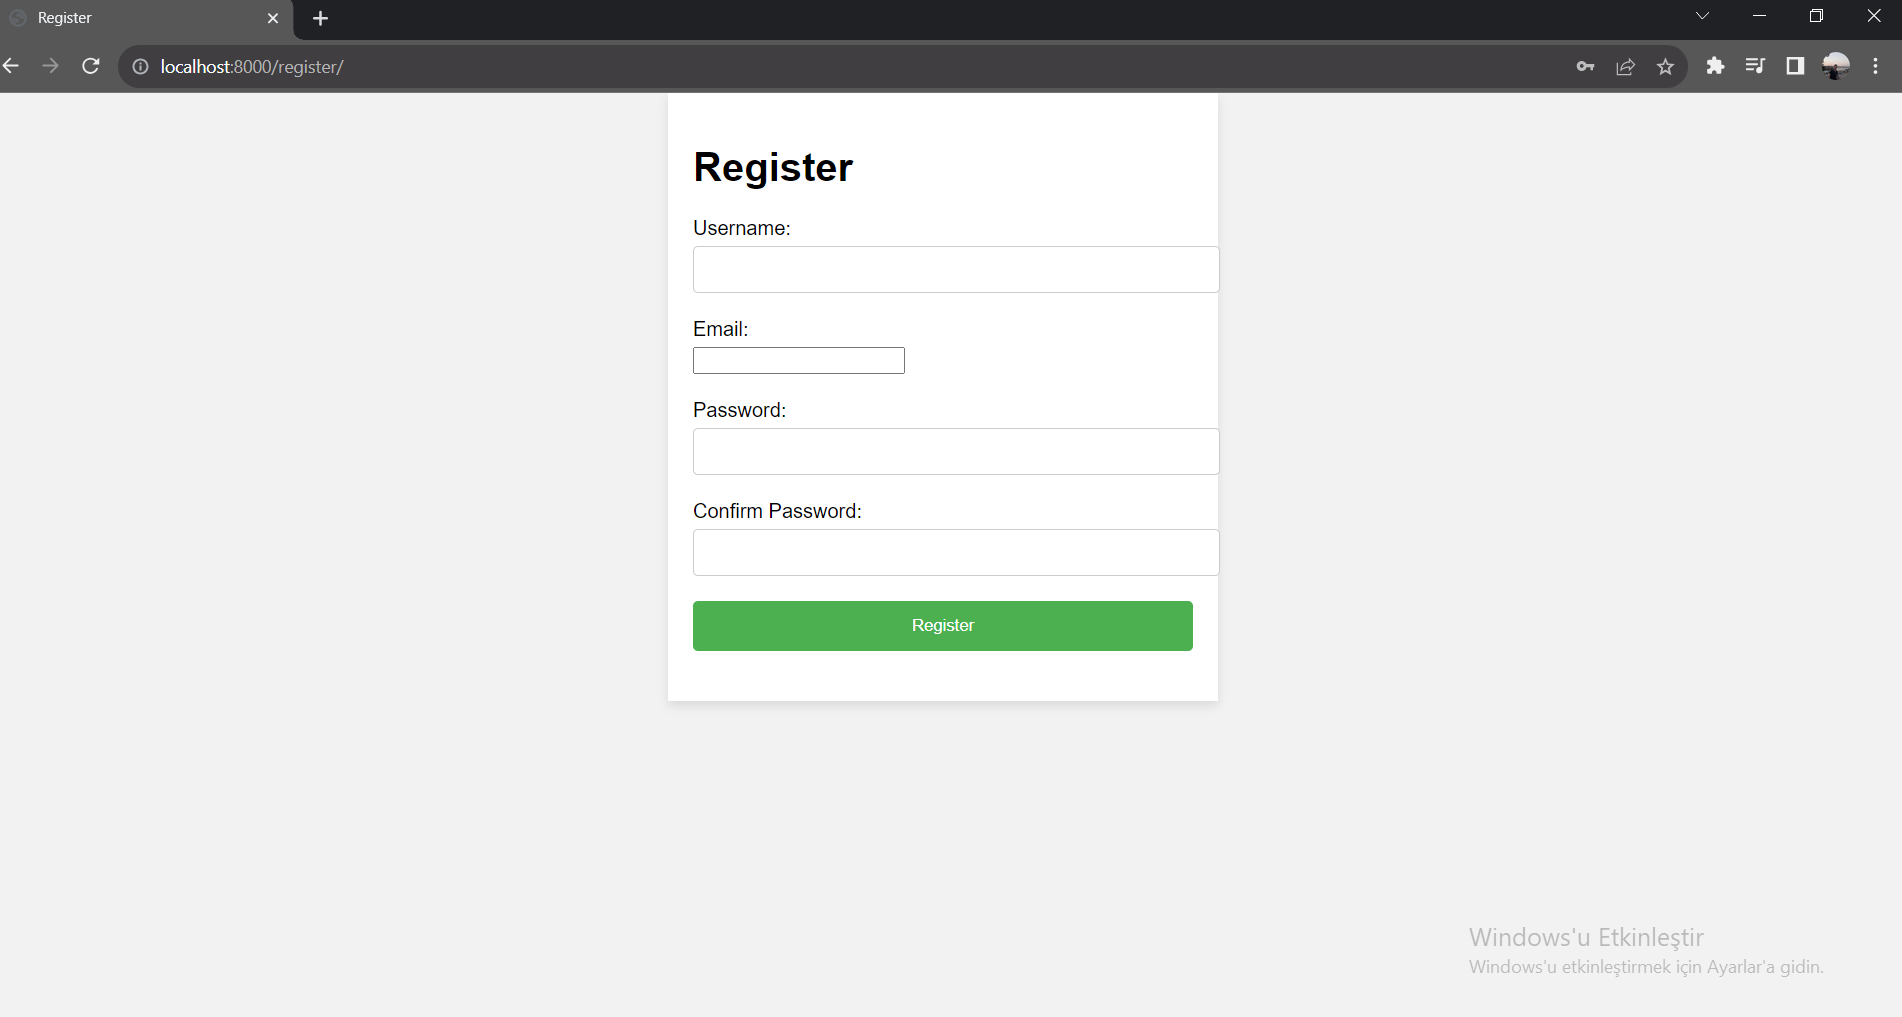 Register
localhost:8000/register/
Register
Username:
Email:
Password:
Confirm Password:
Register
Windows'u Etkinleştir
Windows'u etkinleştirmek için Ayarlar'a gidin.